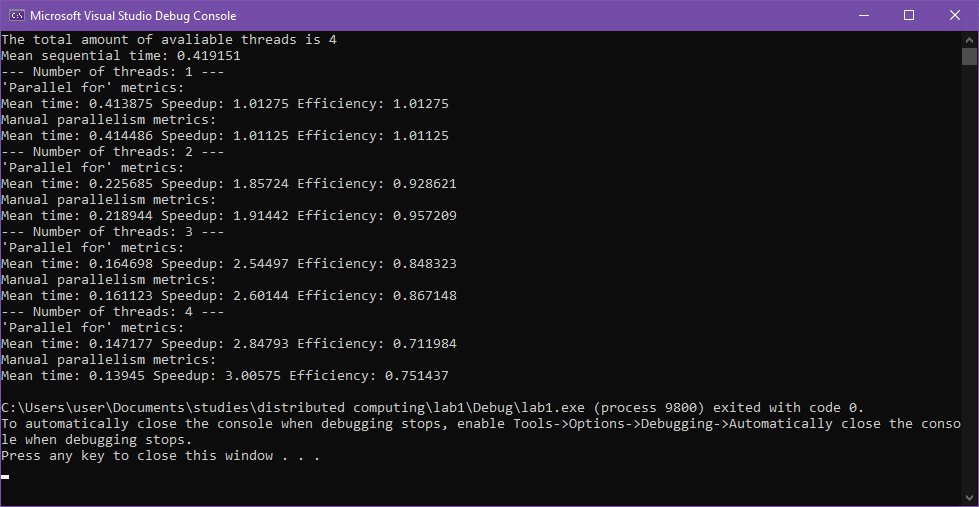 Microsoft Visual Studio Debug Console
The total amount of avaliable threads is 4
Mean sequential time: 0.419151
--- Number of threads: 1 ---
'Parallel for' metrics:
Mean time: 0.413875 Speedup: 1.01275 Efficiency: 1.01275
Manual parallelism metrics:
Mean time: 0.414486 Speedup: 1.01125 Efficiency: 1.01125
--- Number of threads: 2 ---
'Parallel for' metrics:
Mean time: 0.225685 Speedup: 1.85724 Efficiency: 0.928621
Manual parallelism metrics:
Mean time: 0.218944 Speedup: 1.91442 Efficiency: 0.957209
--- Number of threads: 3 ---
'Parallel for' metrics:
Mean time: 0.164698 Speedup: 2.54497 Efficiency: 0.848323
Manual parallelism metrics:
Mean time: 0.161123 Speedup: 2.60144 Efficiency: 0.867148
--- Number of threads: 4 ---
'Parallel for' metrics:
Mean time: 0.147177 Speedup: 2.84793 Efficiency: 0.711984
Manual parallelism metrics:
Mean time: 0.13945 Speedup: 3.00575 Efficiency: 0.751437
C:\Users\user\Documents\studies\distributed computing\lab1\Debug\lab1.exe (process 9800) exited with code 0.
To automatically close the console when debugging stops, enable Tools->Options->Debugging->Automatically close the conso
le when debugging stops.
Press any key to close this window . . .